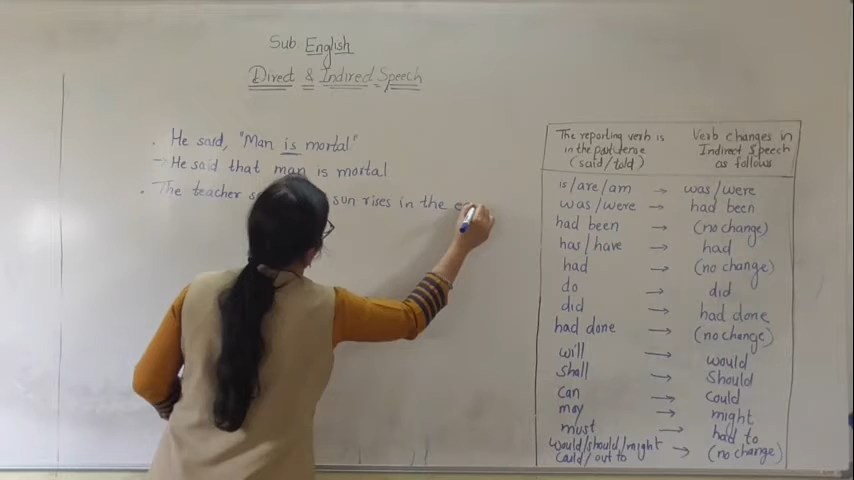 Sub English
Direct & Indirect Speech
. He said, "Man is mortal"
- He said that man is mortal
. The teacher sun rises in the
The reporting verb is
in the past tense
(said/told)
Verb changes in
Indirect Speech
as follows
is/are/am → was/were
was/were → had been
had been → (no change)
has/have → had
had → (no change)
do → did
did → had done
had done → (no change)
will → would
shall → should
can → could
may → might
must → had to
would/should/might
could/out to → (no change)